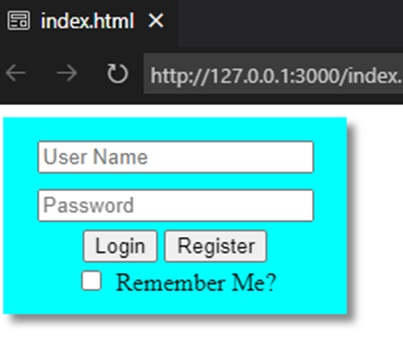 index.html
http://127.0.0.1:3000/index.
User Name
Password
Login Register
Remember Me?